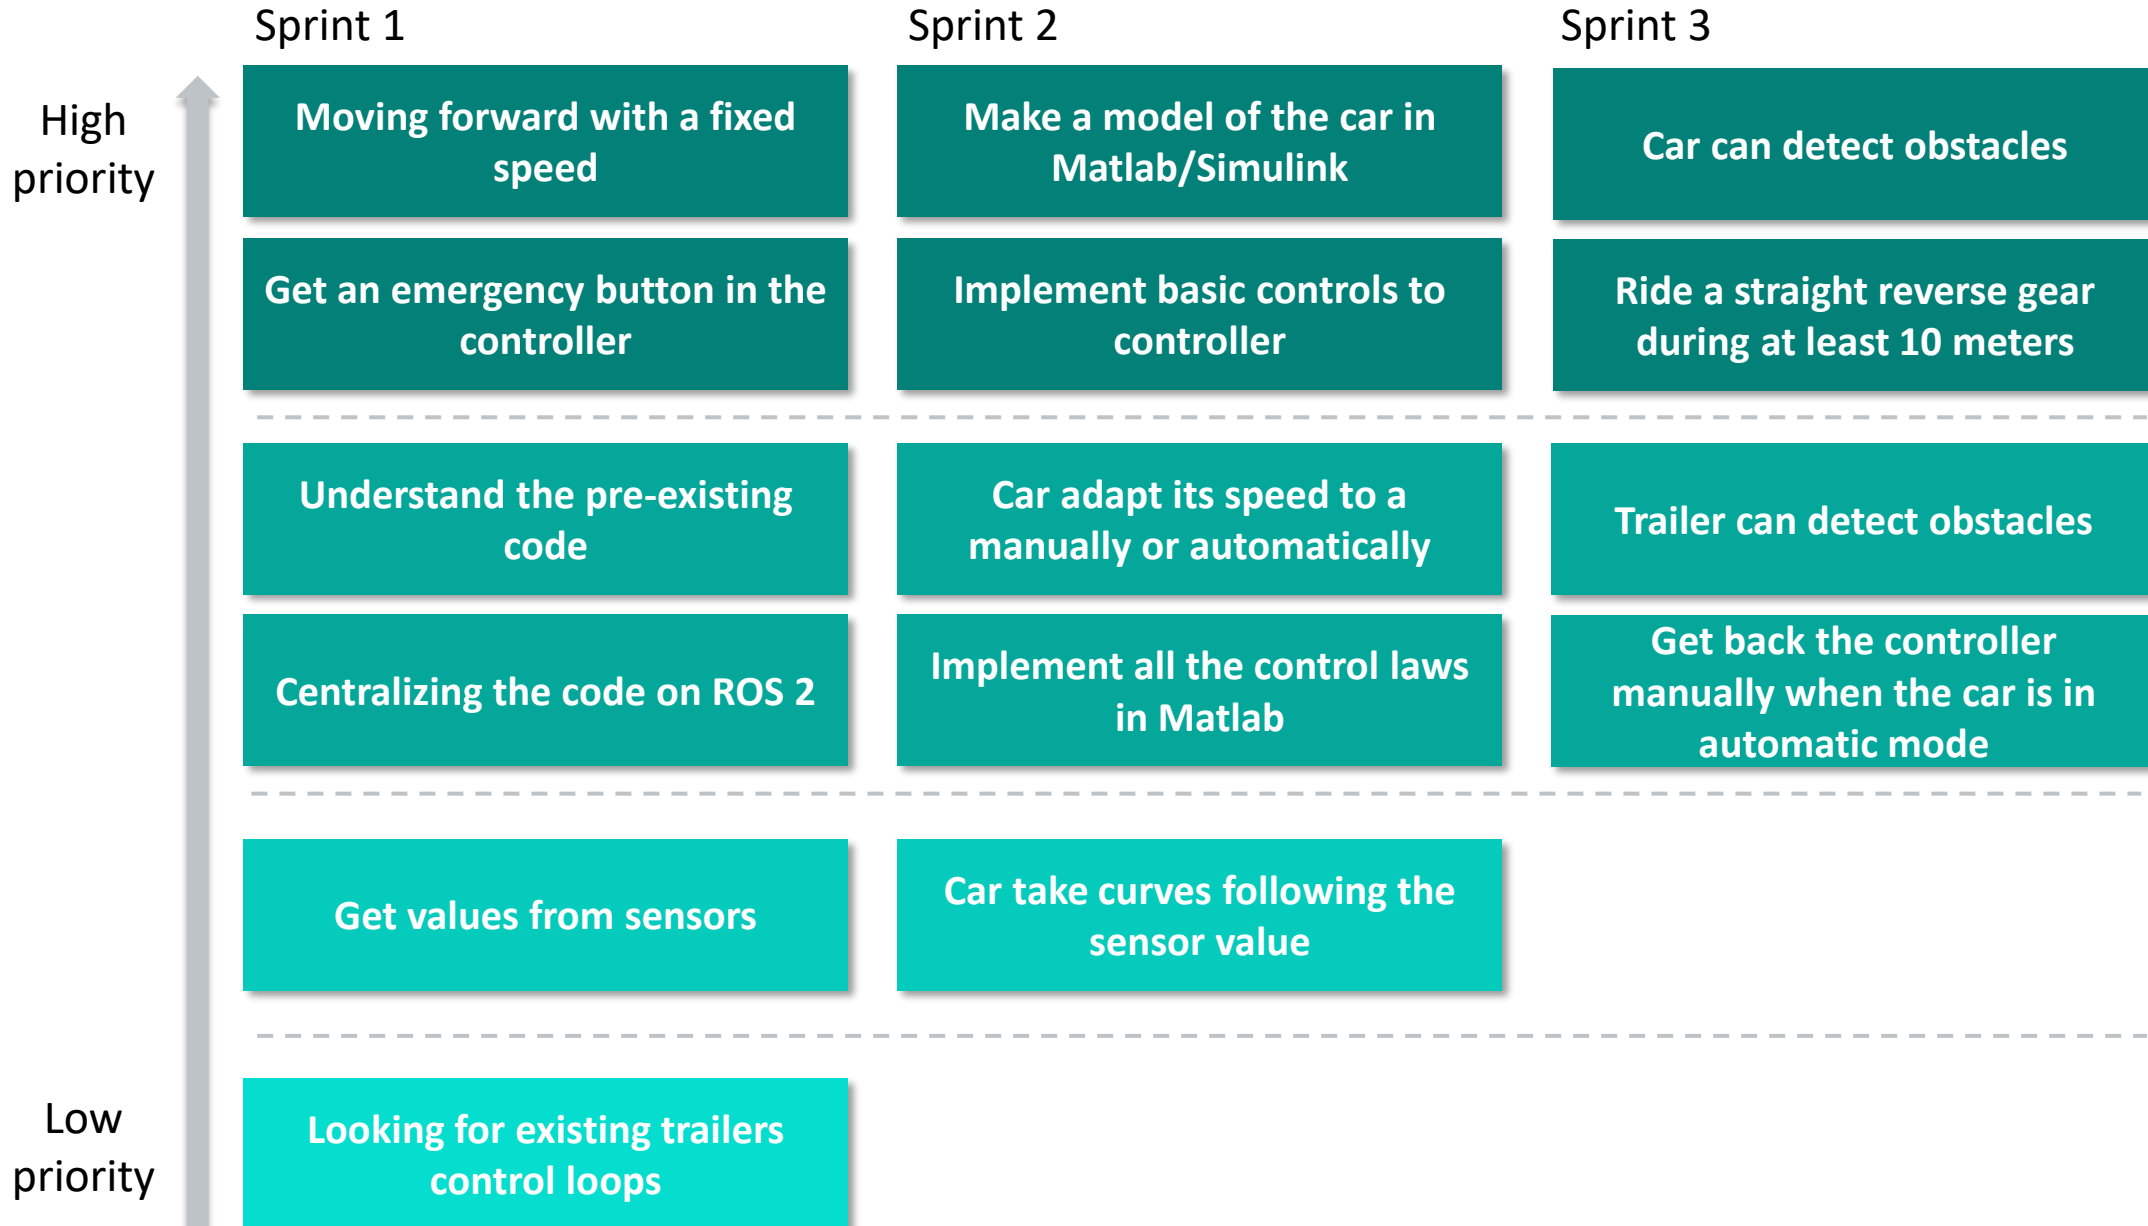 Sprint 1
Sprint 2
Sprint 3
High
priority
Moving forward with a fixed
speed
Make a model of the car in
Matlab/Simulink
Car can detect obstacles
Get an emergency button in the
controller
Implement basic controls to
controller
Ride a straight reverse gear
during at least 10 meters
Understand the pre-existing
code
Car adapt its speed to a
manually or automatically
Trailer can detect obstacles
Centralizing the code on ROS 2
Implement all the control laws
in Matlab
Get back the controller
manually when the car is in
automatic mode
Get values from sensors
Car take curves following the
sensor value
Low
priority
Looking for existing trailers
control loops